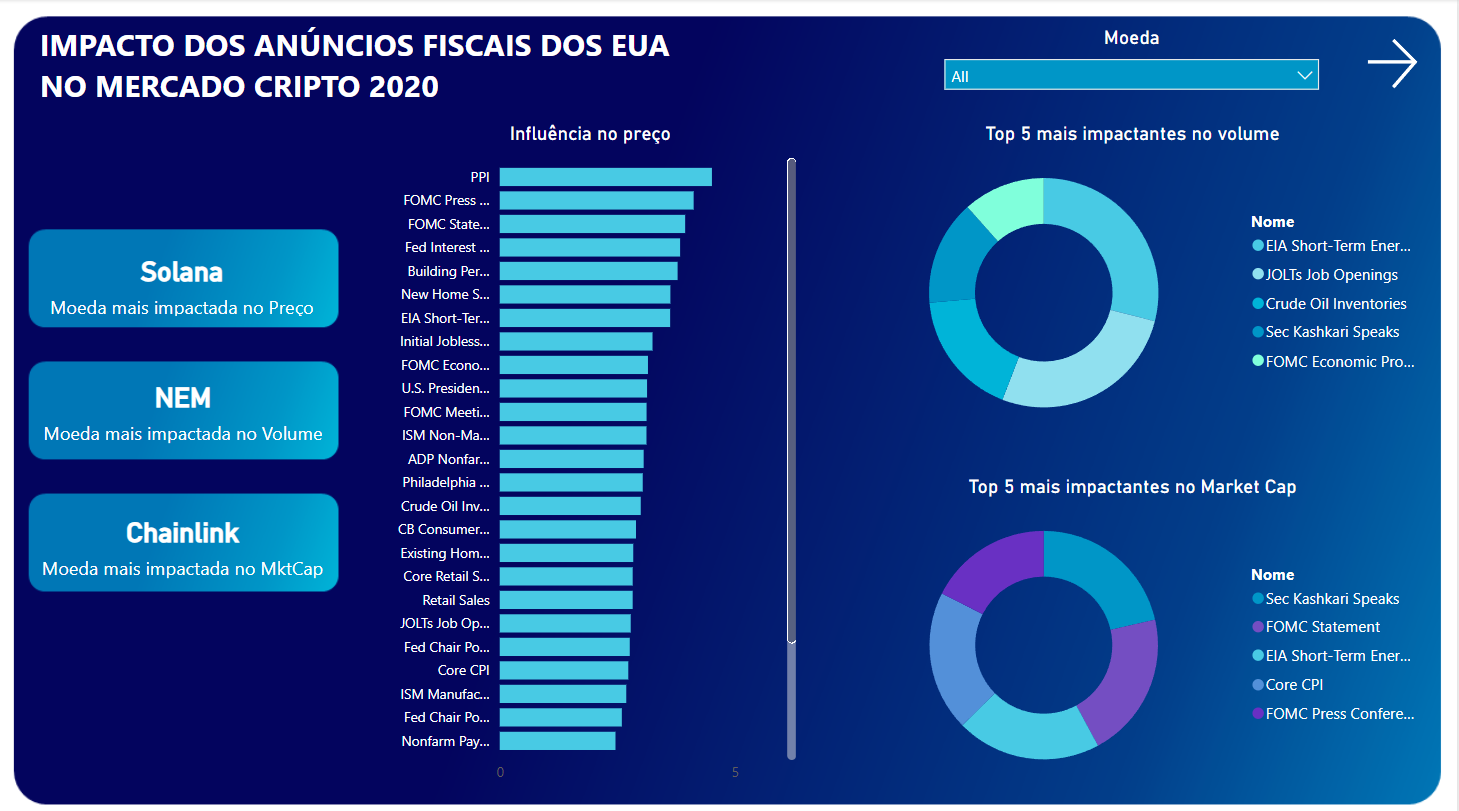 IMPACTO DOS ANÚNCIOS FISCAIS DOS EUA
NO MERCADO CRIPTO 2020
Moeda
All
Solana
Moeda mais impactada no Preço
NEM
Moeda mais impactada no Volume
Chainlink
Moeda mais impactada no MktCap
Influência no preço
PPI
FOMC Press ...
FOMC State...
Fed Interest ...
Building Per...
New Home S...
EIA Short-Ter...
Initial Jobless...
FOMC Econo...
U.S. Presiden...
FOMC Meeti...
ISM Non-Ma...
ADP Nonfar...
Philadelphia ...
Crude Oil Inv...
CB Consumer...
Existing Hom...
Core Retail S...
Retail Sales
JOLTs Job Op...
Fed Chair Po...
Core CPI
ISM Manufac...
Fed Chair Po...
Nonfarm Pay...
0 5
Top 5 mais impactantes no volume
Nome
EIA Short-Term Ener...
JOLTs Job Openings
Crude Oil Inventories
Sec Kashkari Speaks
FOMC Economic Pro...
Top 5 mais impactantes no Market Cap
Nome
Sec Kashkari Speaks
FOMC Statement
EIA Short-Term Ener...
Core CPI
FOMC Press Confere...